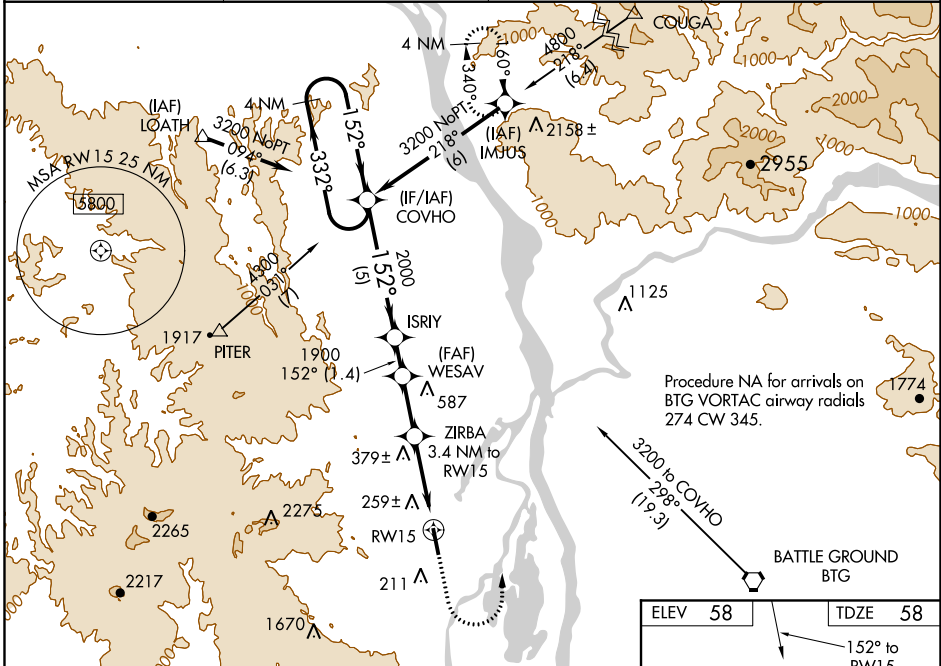 COUGA
1000
4 NM
4800
218°
(6.4)
340°
160°
(IAF)
IMJUS
2158±
1000
2000
2000
1000
2955
1000
1000
(IAF)
LOATH
3200 NoPT
094°
(6.3)
4 NM
152°
332°
3200 NoPT
218°
(6)
(IF/IAF)
COVHO
MSA RW15 25 NM
5800
4300
031°
(7)
1917
PITER
2000
152°
(5)
ISRIY
1900
152° (1.4)
(FAF)
WESAV
587
ZIRBA
3.4 NM to
RW15
379±
259±
RW15
211
1125
Procedure NA for arrivals on
BTG VORTAC airway radials
274 CW 345.
1774
3200 to COVHO
298°
(19.3)
BATTLE GROUND
BTG
2265
2275
2217
1670
ELEV 58
TDZE 58
152° to
RW15